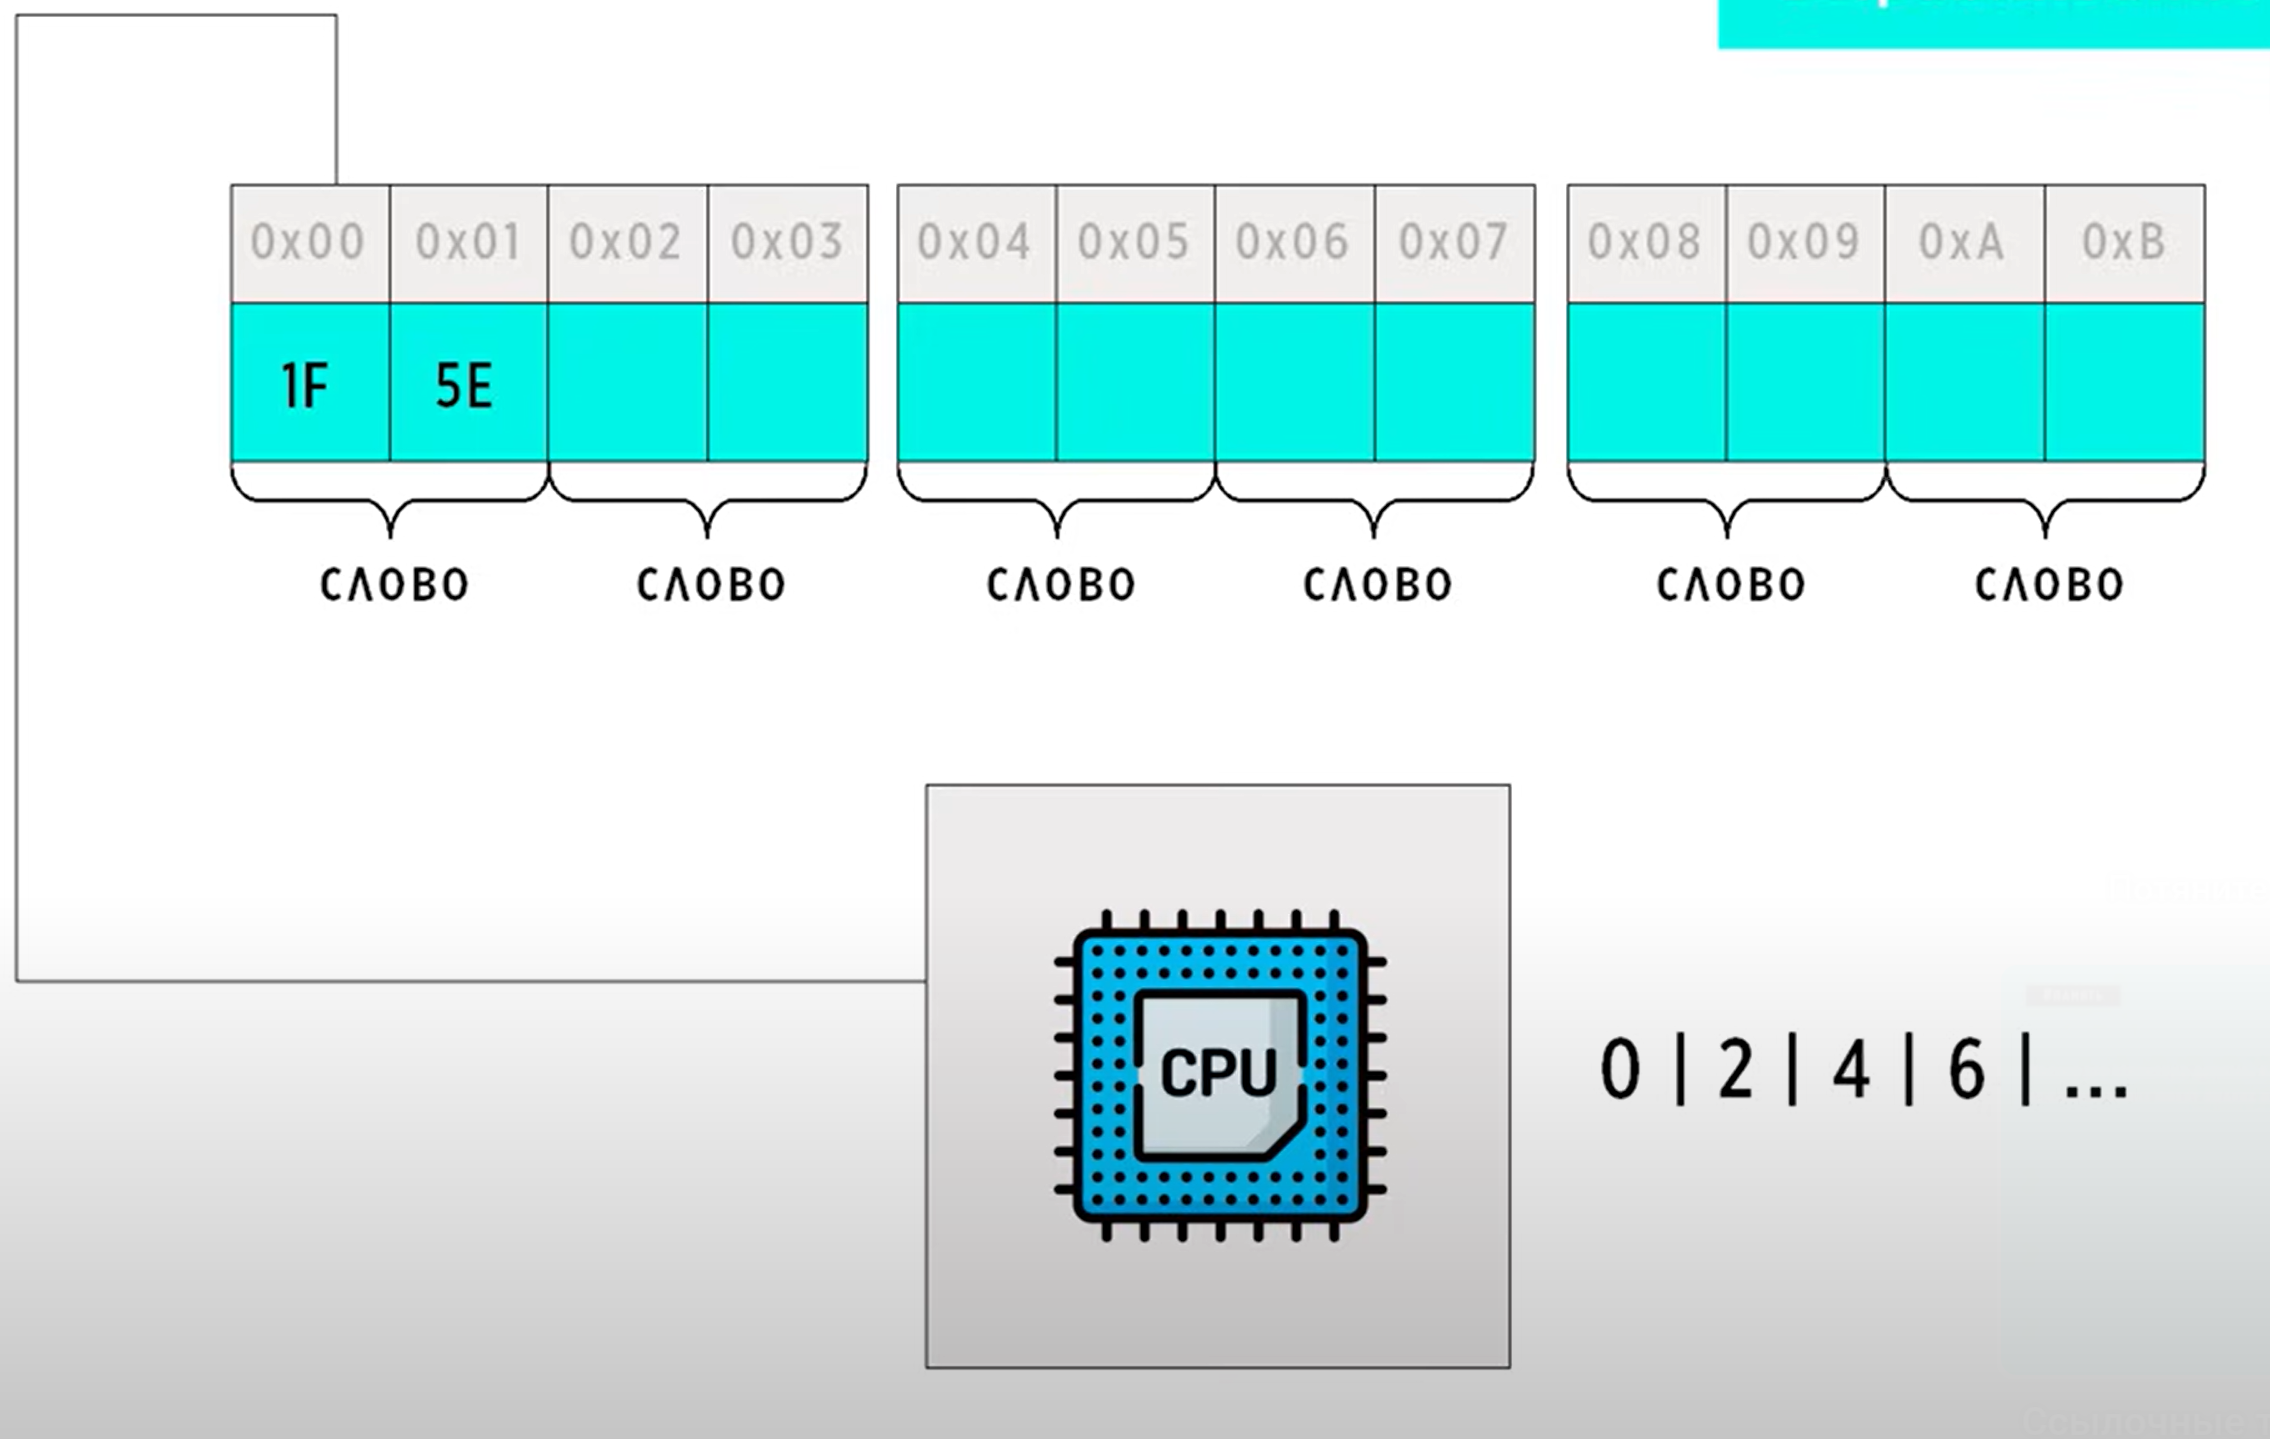 0x00 0x01 0x02 0x03 0x04 0x05 0x06 0x07 0x08 0x09 0xA 0xB
1F 5E
СЛОВО СЛОВО СЛОВО СЛОВО СЛОВО СЛОВО
CPU
0 | 2 | 4 | 6 | ...